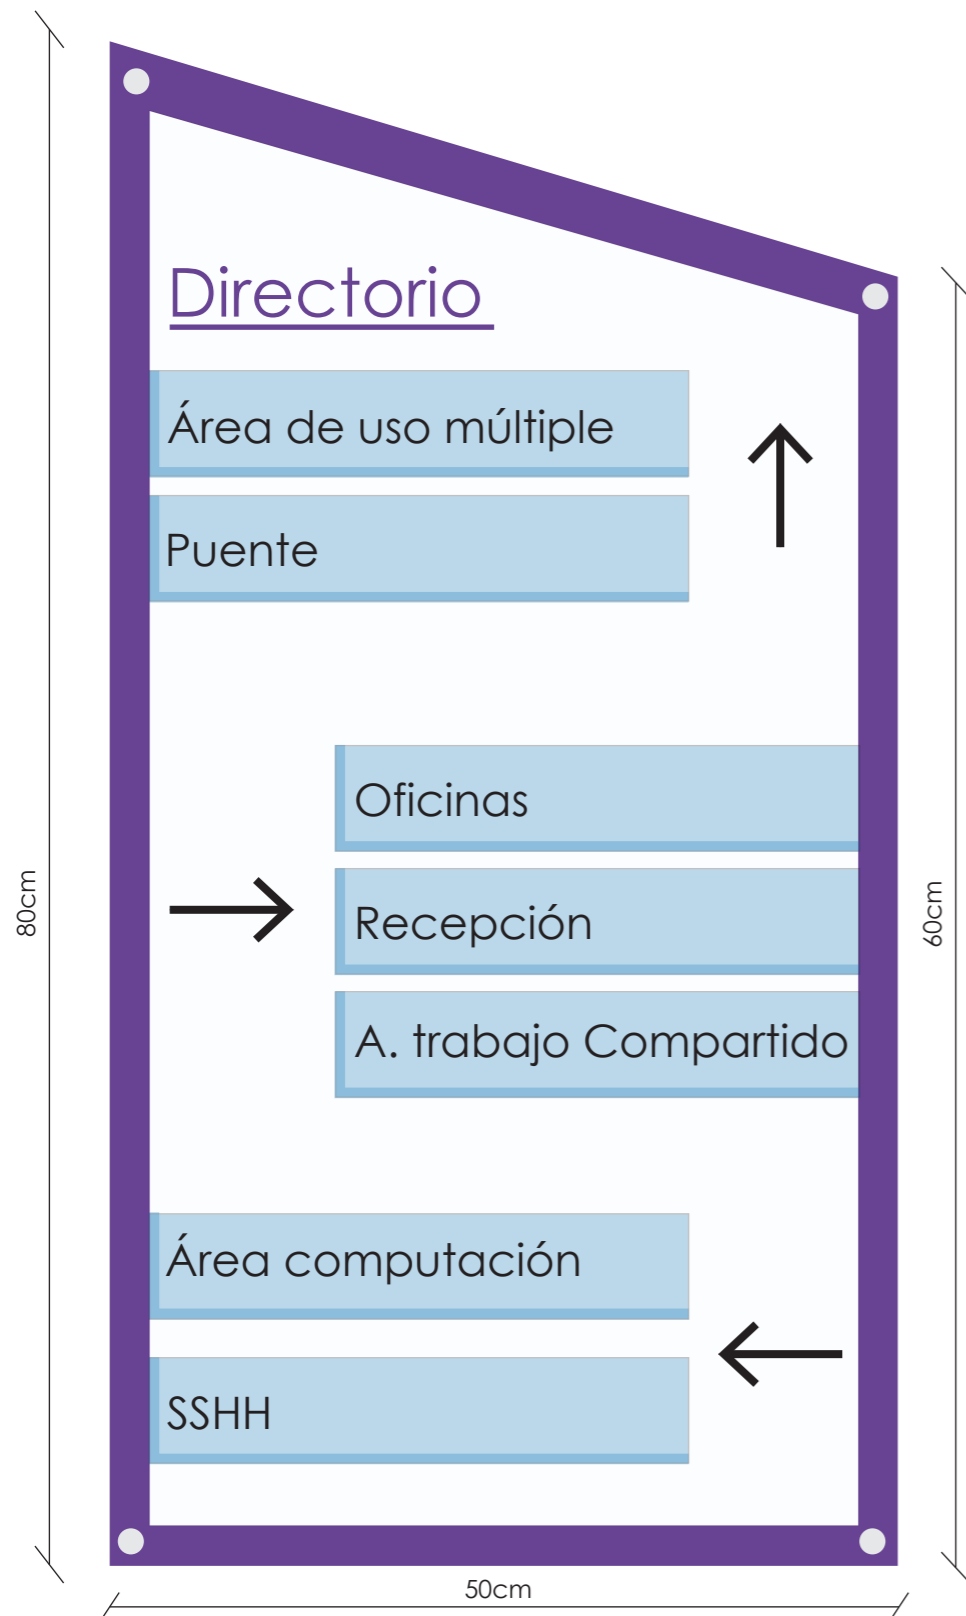 Directorio
Área de uso múltiple
Puente
Oficinas
Recepción
A. trabajo Compartido
Área computación
SSHH
80cm
60cm
50cm